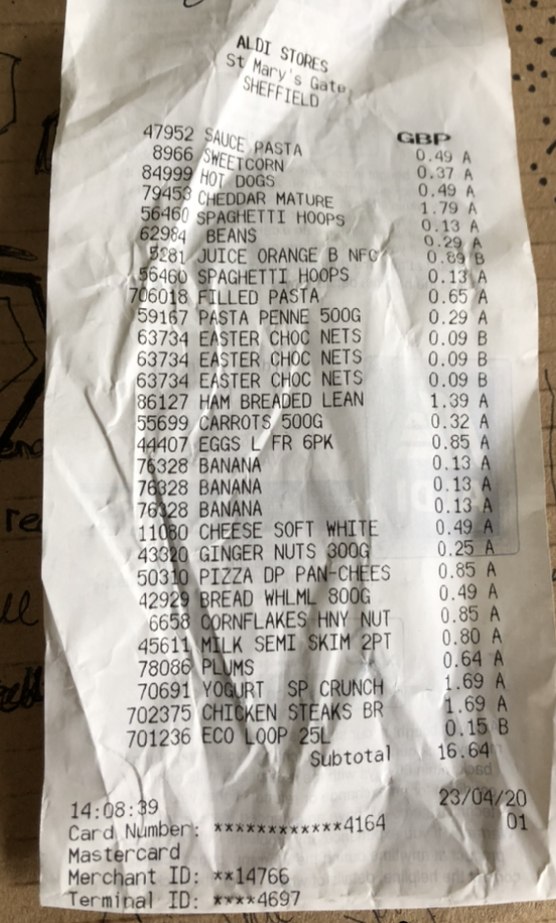 ALDI STORES
St Mary's Gate,
SHEFFIELD
GBP
47952 SAUCE PASTA 0.49 A
8966 SWEETCORN 0.37 A
84999 HOT DOGS 0.49 A
79453 CHEDDAR MATURE 1.79 A
56460 SPAGHETTI HOOPS 0.13 A
62984 BEANS 0.29 A
5281 JUICE ORANGE B NFC 0.89 B
56460 SPAGHETTI HOOPS 0.13 A
706018 FILLED PASTA 0.65 A
59167 PASTA PENNE 500G 0.29 A
63734 EASTER CHOC NETS 0.09 B
63734 EASTER CHOC NETS 0.09 B
63734 EASTER CHOC NETS 0.09 B
86127 HAM BREADED LEAN 1.39 A
55699 CARROTS 500G 0.32 A
44407 EGGS L FR 6PK 0.85 A
76328 BANANA 0.13 A
76328 BANANA 0.13 A
76328 BANANA 0.13 A
11080 CHEESE SOFT WHITE 0.49 A
43320 GINGER NUTS 300G 0.25 A
50310 PIZZA DP PAN-CHEES 0.85 A
42929 BREAD WHLML 800G 0.49 A
6658 CORNFLAKES HNY NUT 0.85 A
45611 MILK SEMI SKIM 2PT 0.80 A
78086 PLUMS 0.64 A
70691 YOGURT SP CRUNCH 1.69 A
702375 CHICKEN STEAKS BR 1.69 A
701236 ECO LOOP 25L 0.15 B
Subtotal 16.64
23/04/20
14:08:39 01
Card Number: ************4164
Mastercard
Merchant ID: **14766
Terminal ID: ****4697